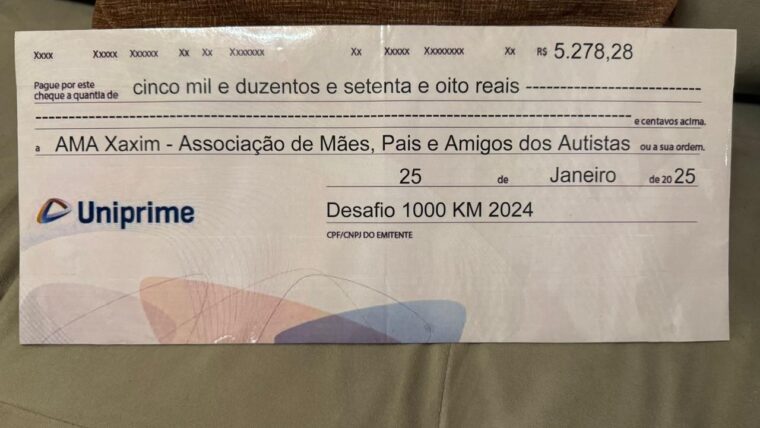 Xxxx Xxxxx Xxxxxx Xx Xx Xxxxxxx Xx Xxxxx Xxxxxxxx Xx R$ 5.278,28
Pague por este
cheque a quantia de cinco mil e duzentos e setenta e oito reais ---------------------------
---------------------------------------------------------------------------------- e centavos acima.
a AMA Xaxim - Associação de Mães, Pais e Amigos dos Autistas ou a sua ordem.
25 de Janeiro de 2025
Uniprime
Desafio 1000 KM 2024
CPF/CNPJ DO EMITENTE